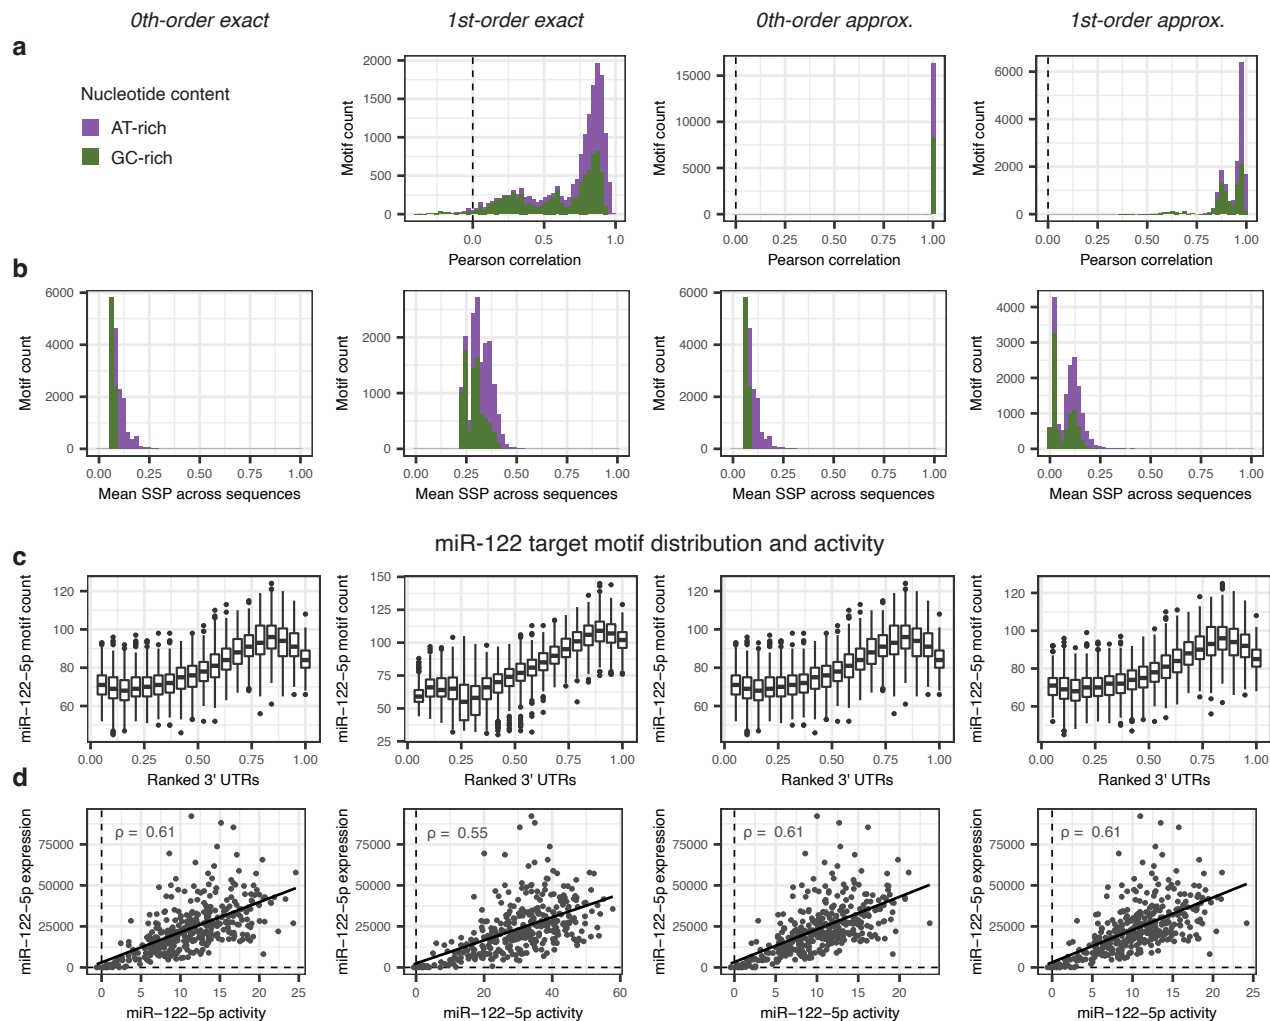 0th-order exact 1st-order exact 0th-order approx. 1st-order approx.
a
Nucleotide content
AT-rich
GC-rich
Motif count
2000
1500
1000
500
0
0.0 0.5 1.0
Pearson correlation
Motif count
15000
10000
5000
0
0.00 0.25 0.50 0.75 1.00
Pearson correlation
Motif count
6000
4000
2000
0
0.00 0.25 0.50 0.75 1.00
Pearson correlation
b
Motif count
6000
4000
2000
0
0.00 0.25 0.50 0.75 1.00
Mean SSP across sequences
Motif count
2000
1000
0
0.00 0.25 0.50 0.75 1.00
Mean SSP across sequences
Motif count
6000
4000
2000
0
0.00 0.25 0.50 0.75 1.00
Mean SSP across sequences
Motif count
4000
3000
2000
1000
0
0.00 0.25 0.50 0.75 1.00
Mean SSP across sequences
miR-122 target motif distribution and activity
c
miR−122−5p motif count
120
100
80
60
0.00 0.25 0.50 0.75 1.00
Ranked 3' UTRs
miR−122−5p motif count
150
125
100
75
50
25
0.00 0.25 0.50 0.75 1.00
Ranked 3' UTRs
miR−122−5p motif count
120
100
80
60
0.00 0.25 0.50 0.75 1.00
Ranked 3' UTRs
miR−122−5p motif count
120
100
80
60
0.00 0.25 0.50 0.75 1.00
Ranked 3' UTRs
d
miR−122−5p expression
75000
50000
25000
0
ρ = 0.61
0 5 10 15 20 25
miR−122−5p activity
miR−122−5p expression
75000
50000
25000
0
ρ = 0.55
0 20 40 60
miR−122−5p activity
miR−122−5p expression
75000
50000
25000
0
ρ = 0.61
0 5 10 15 20
miR−122−5p activity
miR−122−5p expression
75000
50000
25000
0
ρ = 0.61
0 5 10 15 20 25
miR−122−5p activity